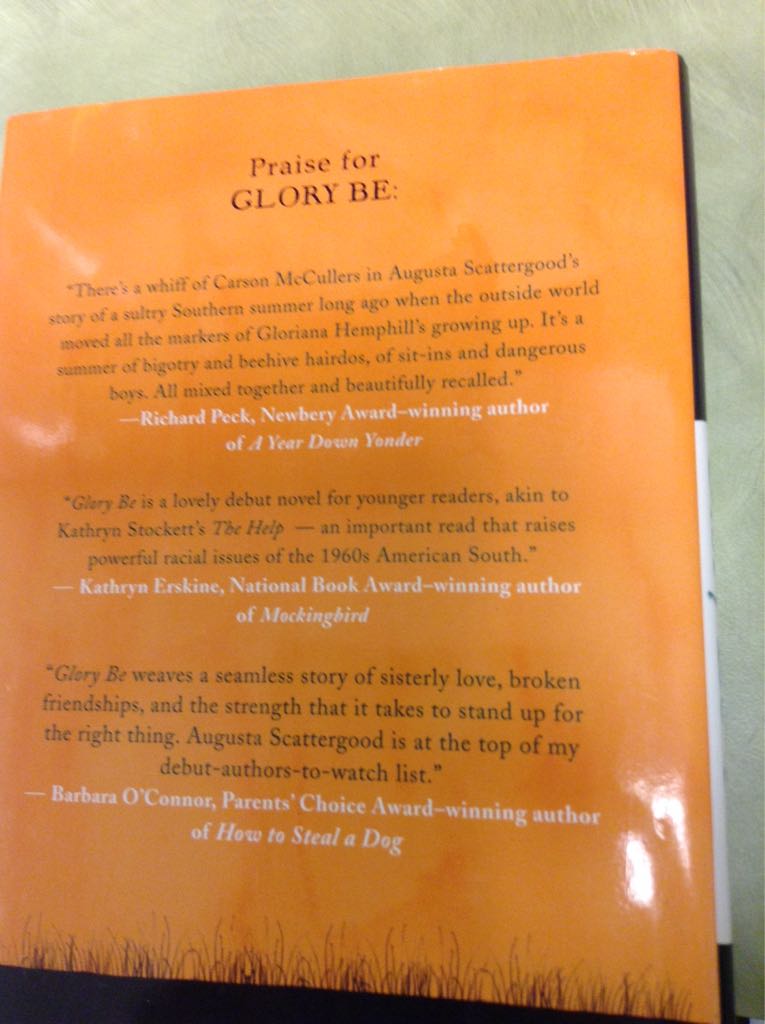 Praise for
GLORY BE:
“There’s a whiff of Carson McCullers in Augusta Scattergood’s
story of a sultry Southern summer long ago when the outside world
moved all the markers of Gloriana Hemphill’s growing up. It’s a
summer of bigotry and beehive hairdos, of sit-ins and dangerous
boys. All mixed together and beautifully recalled.”
—Richard Peck, Newbery Award–winning author
of A Year Down Yonder
“Glory Be is a lovely debut novel for younger readers, akin to
Kathryn Stockett’s The Help — an important read that raises
powerful racial issues of the 1960s American South.”
— Kathryn Erskine, National Book Award–winning author
of Mockingbird
“Glory Be weaves a seamless story of sisterly love, broken
friendships, and the strength that it takes to stand up for
the right thing. Augusta Scattergood is at the top of my
debut-authors-to-watch list.”
— Barbara O’Connor, Parents’ Choice Award–winning author
of How to Steal a Dog